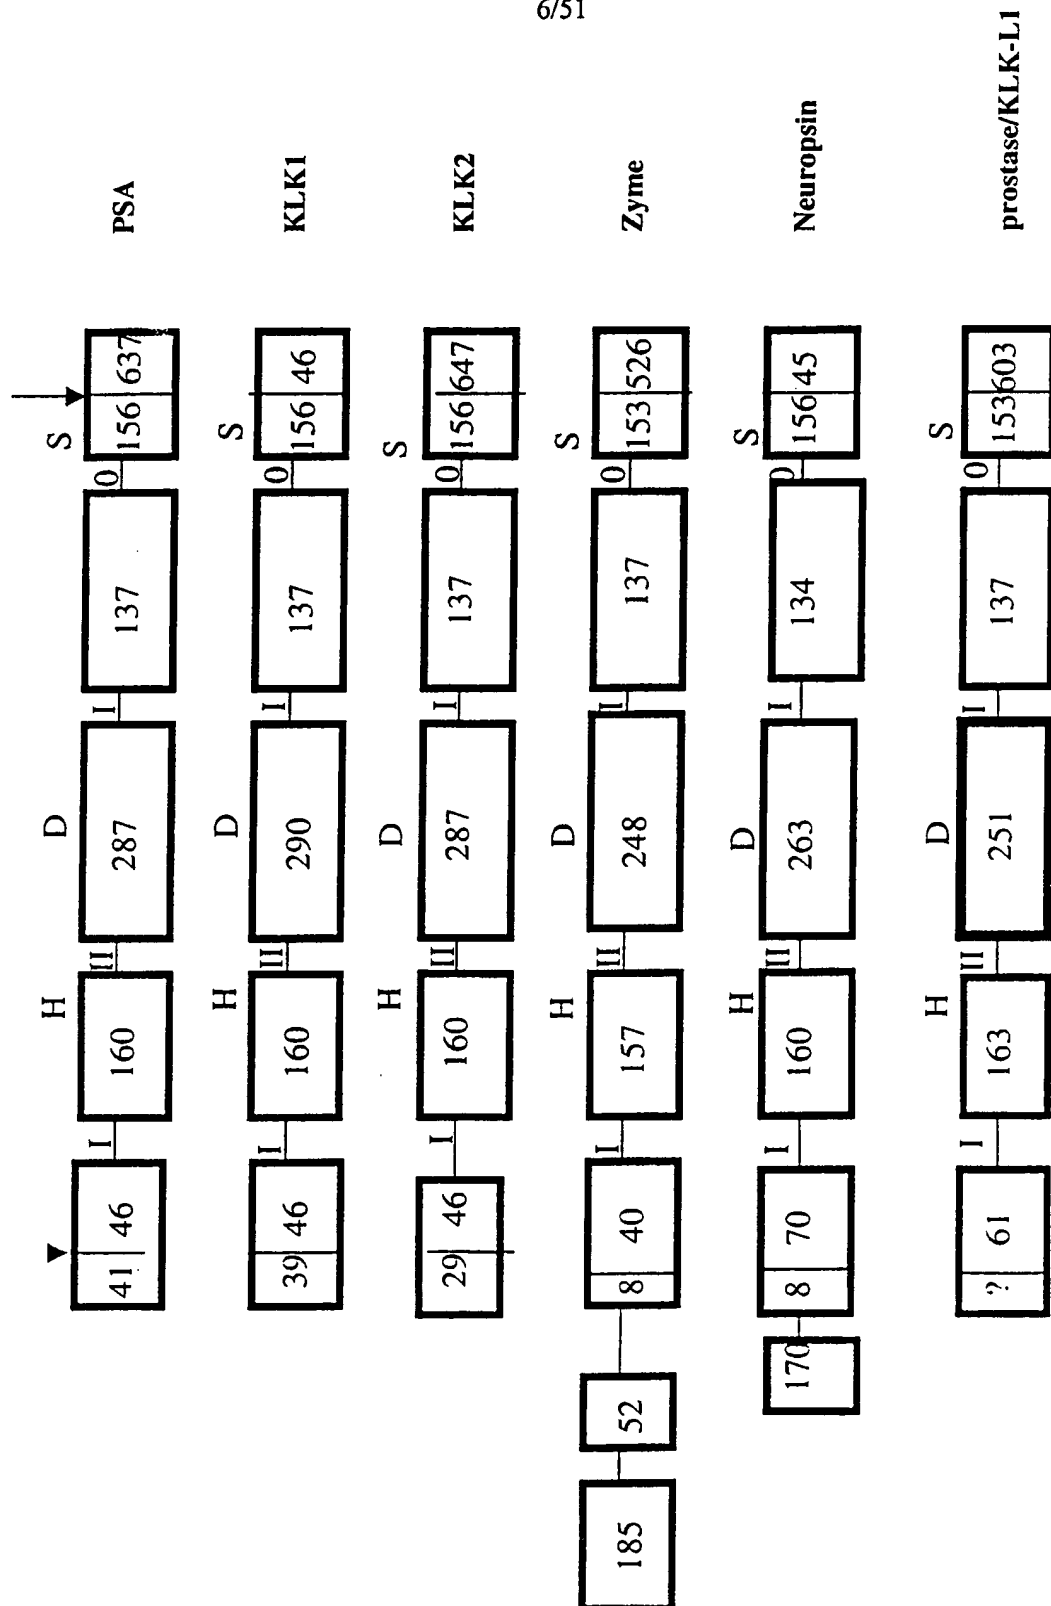 6/51
S
D
H
41 46 I 160 II 287 I 137 0 156 637 PSA
S
D
H
39 46 I 160 II 290 I 137 0 156 46 KLK1
S
D
H
29 46 I 160 II 287 I 137 0 156 647 KLK2
S
D
H
185 52 8 40 I 157 II 248 I 137 0 153 526 Zyme
S
D
H
170 8 70 I 160 II 263 I 134 0 156 45 Neuropsin
S
D
H
? 61 I 163 II 251 I 137 0 153 603 prostase/KLK-L1